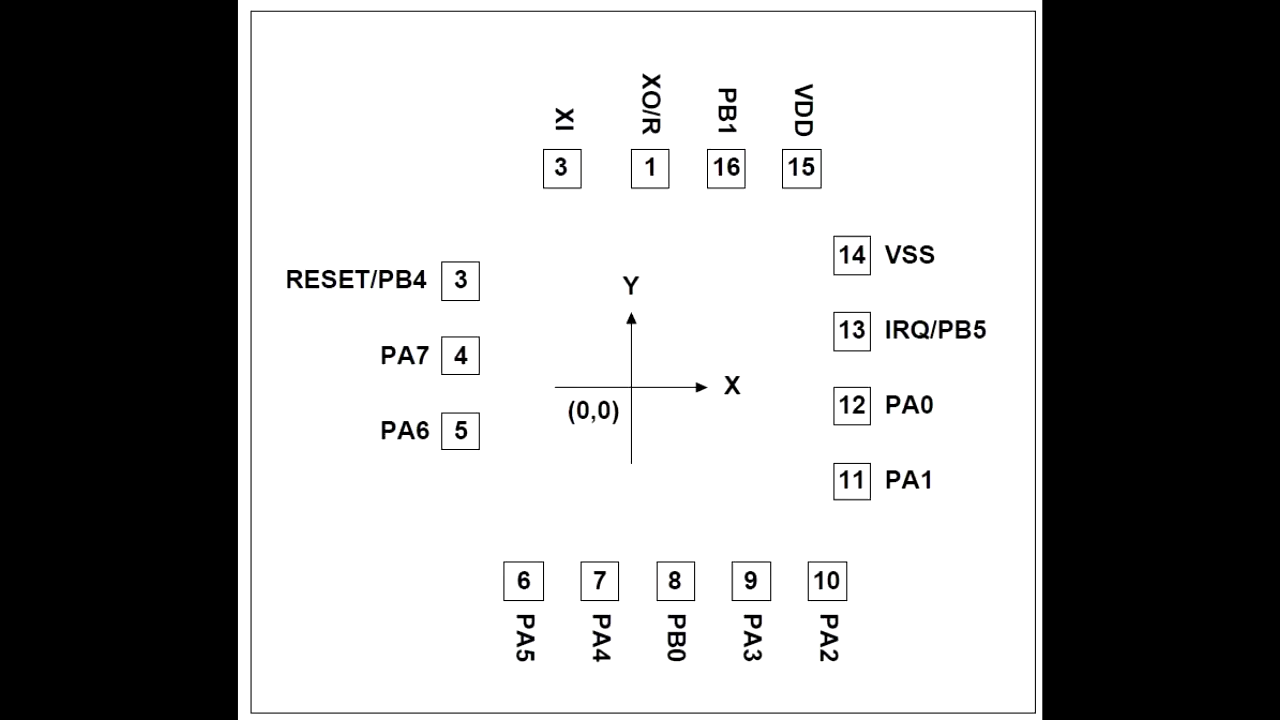 XI
XO/R
PB1
VDD
3
1
16
15
14 VSS
RESET/PB4 3
Y
13 IRQ/PB5
PA7 4
X
12 PA0
(0,0)
PA6 5
11 PA1
6
7
8
9
10
PA5
PA4
PB0
PA3
PA2